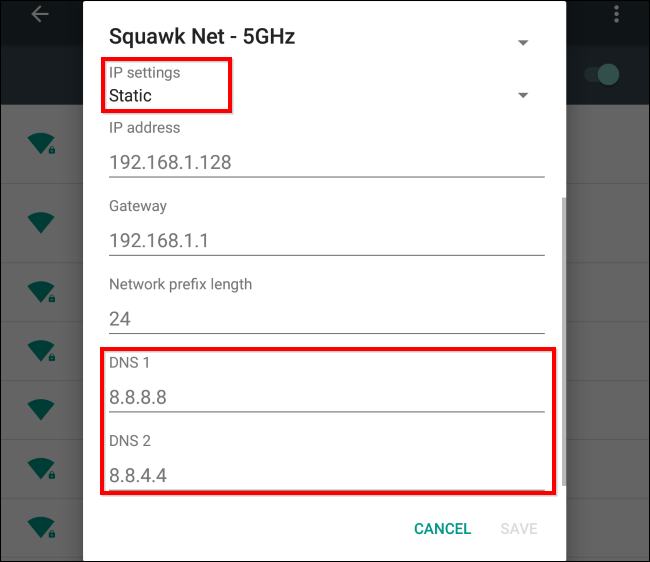 Squawk Net - 5GHz
IP settings
Static
IP address
192.168.1.128
Gateway
192.168.1.1
Network prefix length
24
DNS 1
8.8.8.8
DNS 2
8.8.4.4
CANCEL SAVE